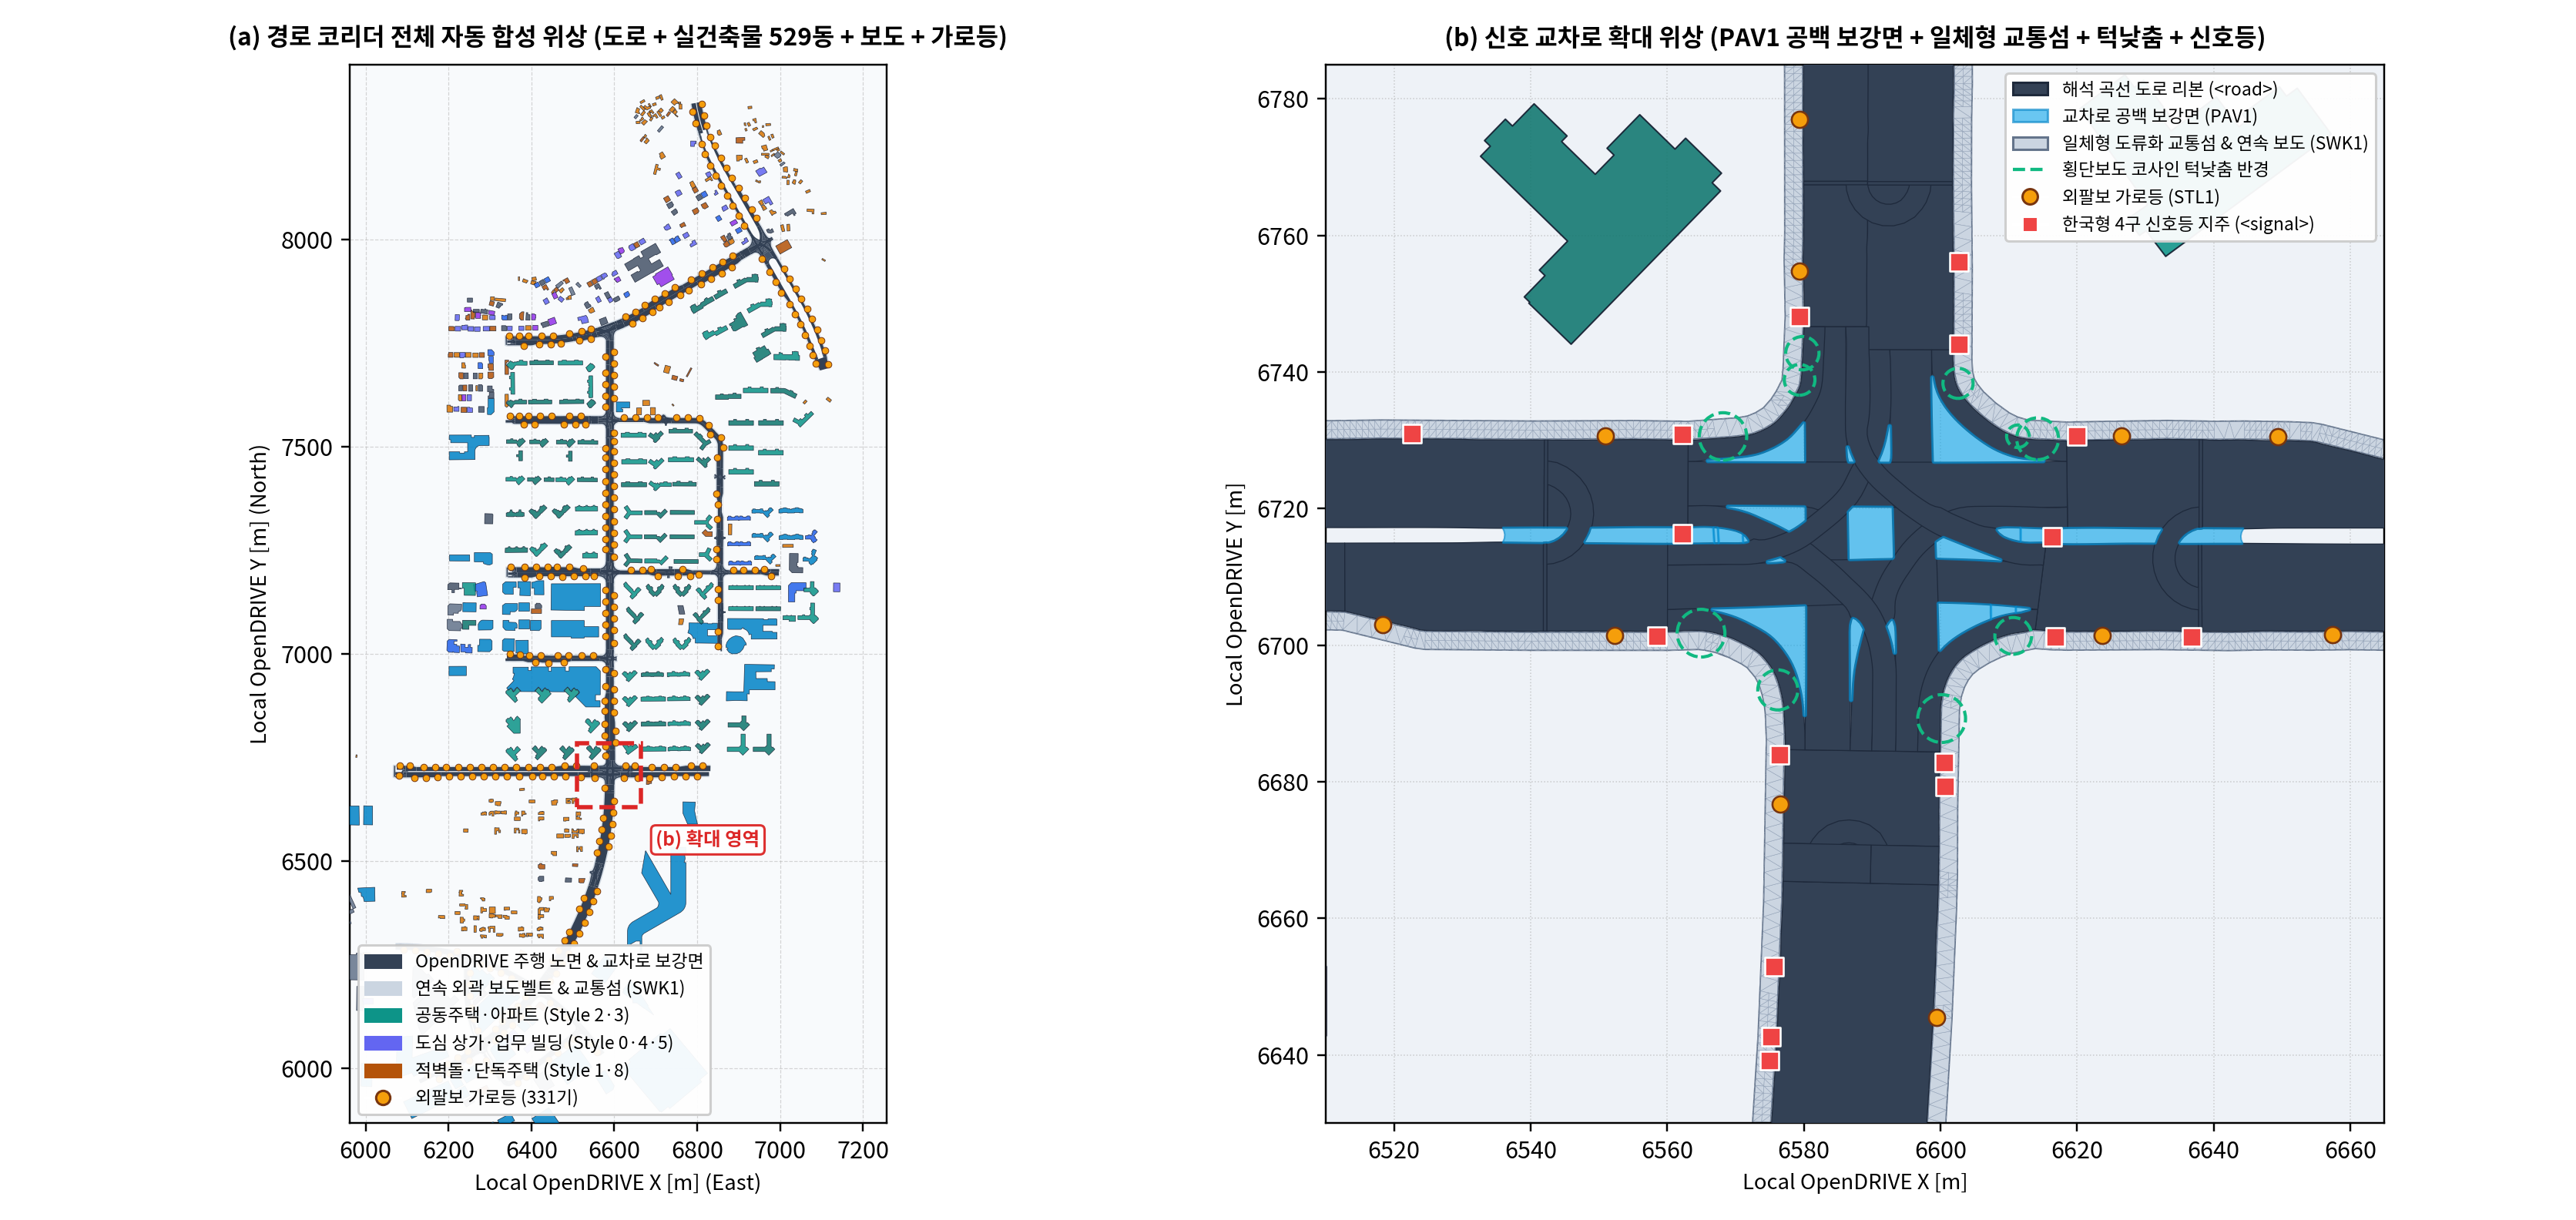 (a) 경로 코리더 전체 자동 합성 위상 (도로 + 실건축물 529동 + 보도 + 가로등)
Local OpenDRIVE Y [m] (North)
8000
7500
7000
6500
6000
(b) 확대 영역
OpenDRIVE 주행 노면 & 교차로 보강면
연속 외곽 보도벨트 & 교통섬 (SWK1)
공동주택·아파트 (Style 2·3)
도심 상가·업무 빌딩 (Style 0·4·5)
적벽돌·단독주택 (Style 1·8)
외팔보 가로등 (331기)
6000 6200 6400 6600 6800 7000 7200
Local OpenDRIVE X [m] (East)
(b) 신호 교차로 확대 위상 (PAV1 공백 보강면 + 일체형 교통섬 + 턱낮춤 + 신호등)
Local OpenDRIVE Y [m]
6780
6760
6740
6720
6700
6680
6660
6640
해석 곡선 도로 리본 (<road>)
교차로 공백 보강면 (PAV1)
일체형 도류화 교통섬 & 연속 보도 (SWK1)
횡단보도 코사인 턱낮춤 반경
외팔보 가로등 (STL1)
한국형 4구 신호등 지주 (<signal>)
6520 6540 6560 6580 6600 6620 6640 6660
Local OpenDRIVE X [m]